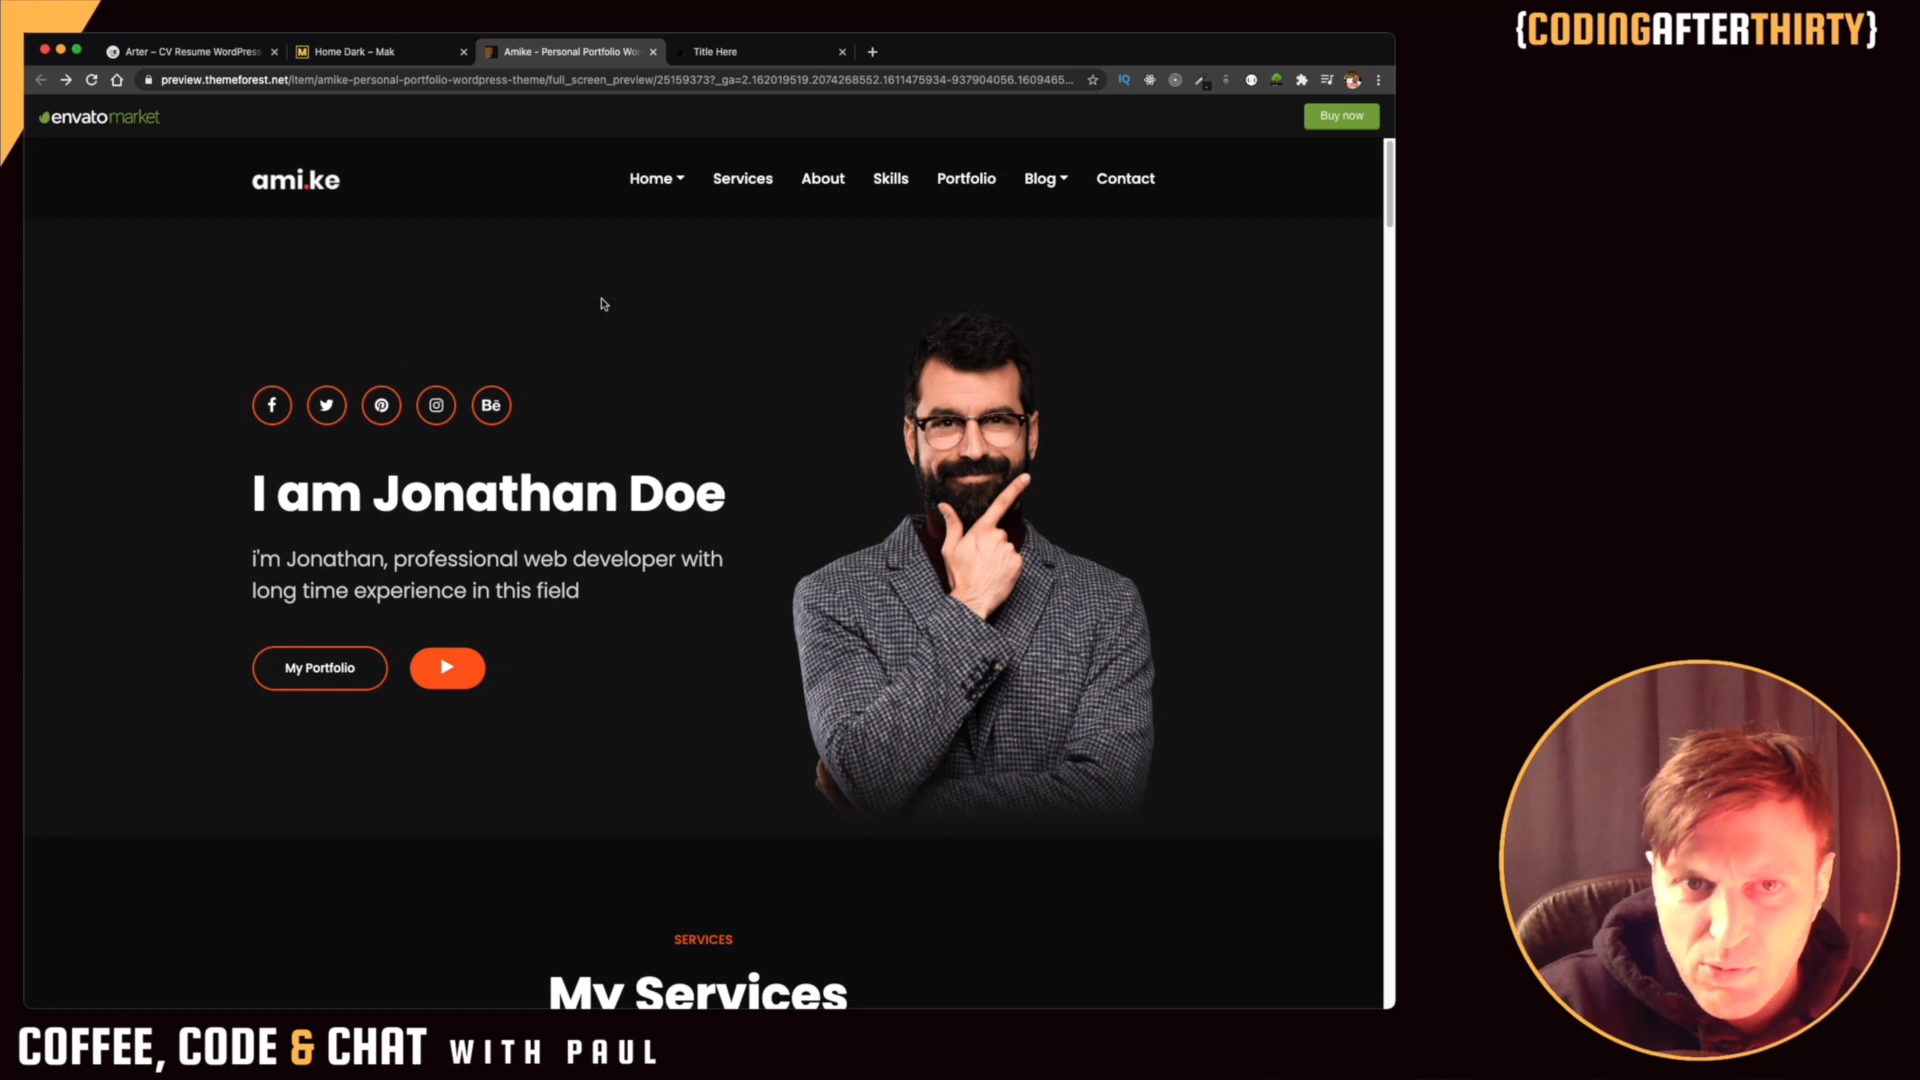 {CODINGAFTERTHIRTY}
Arter – CV Resume WordPress
M Home Dark – Mak
Amike - Personal Portfolio Wor
Title Here
preview.themeforest.net/item/amike-personal-portfolio-wordpress-theme/full_screen_preview/25159373?_ga=2.162019519.2074268552.1611475934-937904056.1609465...
IQ
envatomarket
Buy now
ami.ke
Home
Services
About
Skills
Portfolio
Blog
Contact
Bē
I am Jonathan Doe
i'm Jonathan, professional web developer with
long time experience in this field
My Portfolio
SERVICES
My Services
COFFEE, CODE & CHAT WITH PAUL